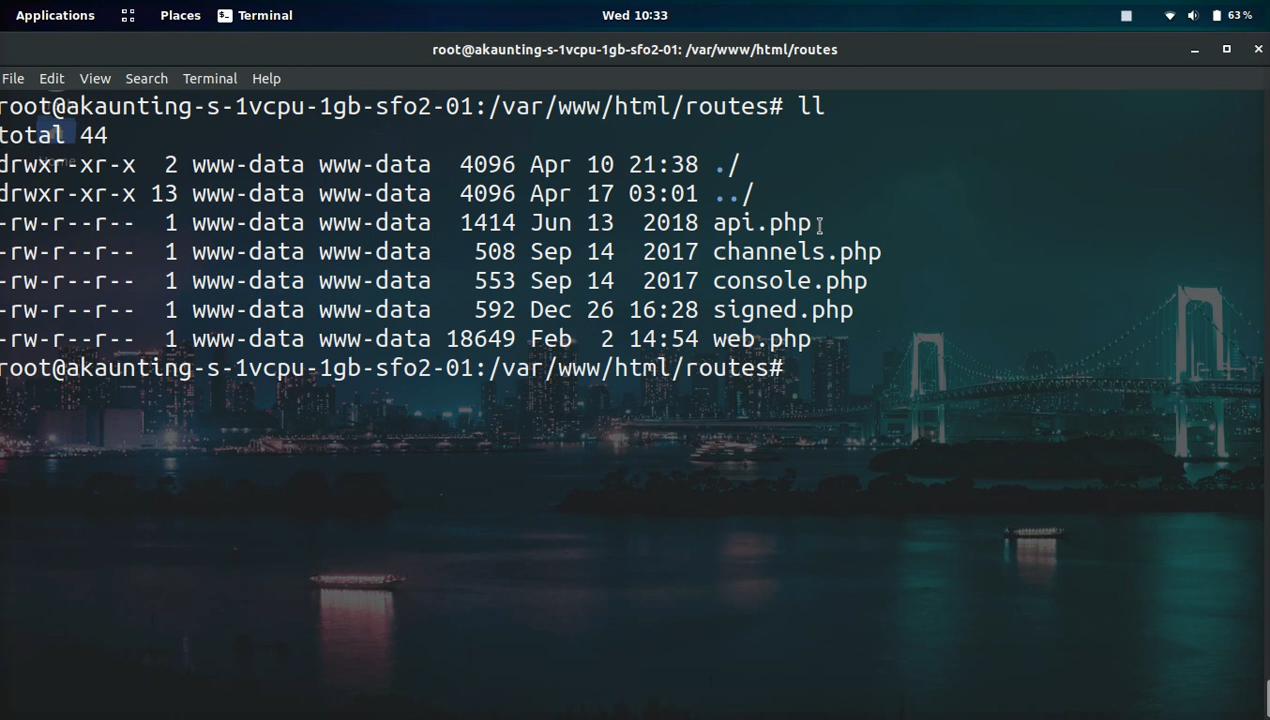 Applications Places Terminal Wed 10:33 63%
root@akaunting-s-1vcpu-1gb-sfo2-01: /var/www/html/routes
File Edit View Search Terminal Help
root@akaunting-s-1vcpu-1gb-sfo2-01:/var/www/html/routes# ll
total 44
drwxr-xr-x 2 www-data www-data 4096 Apr 10 21:38 ./
drwxr-xr-x 13 www-data www-data 4096 Apr 17 03:01 ../
-rw-r--r-- 1 www-data www-data 1414 Jun 13 2018 api.php
-rw-r--r-- 1 www-data www-data 508 Sep 14 2017 channels.php
-rw-r--r-- 1 www-data www-data 553 Sep 14 2017 console.php
-rw-r--r-- 1 www-data www-data 592 Dec 26 16:28 signed.php
-rw-r--r-- 1 www-data www-data 18649 Feb 2 14:54 web.php
root@akaunting-s-1vcpu-1gb-sfo2-01:/var/www/html/routes#